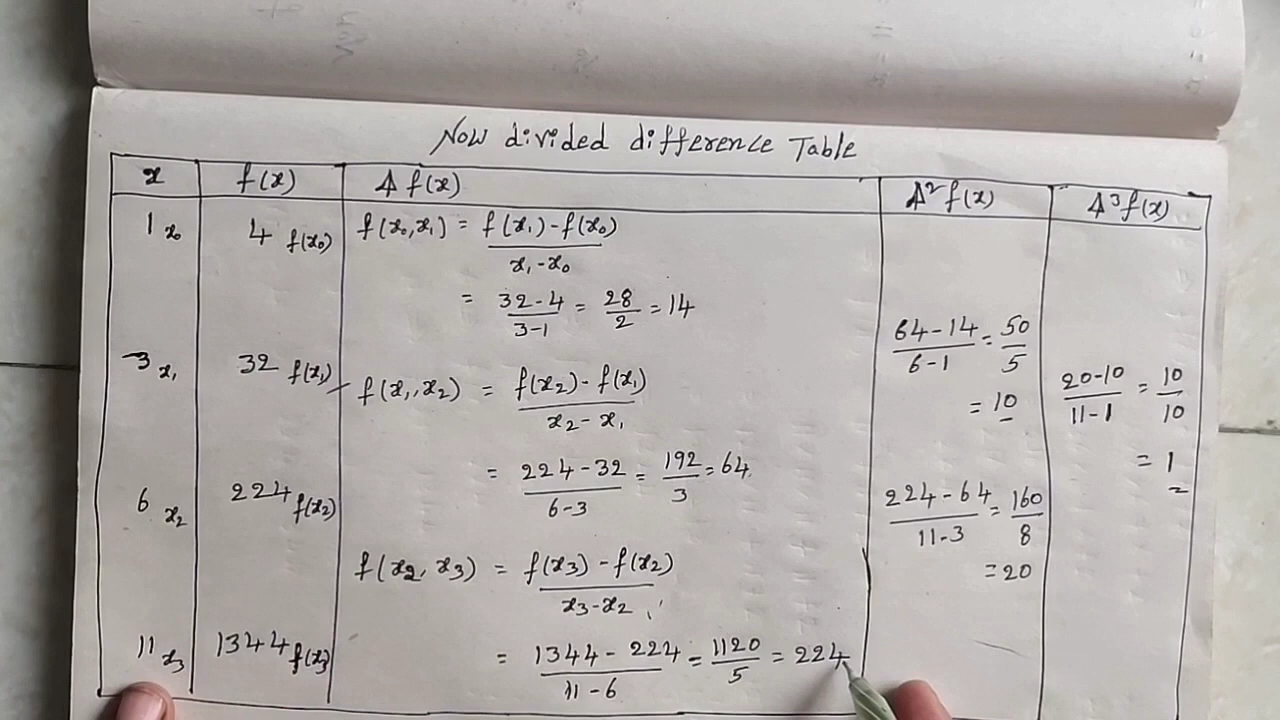 Now divided difference Table
x f(x) Δ f(x) Δ² f(x) Δ³ f(x)
1 x₀ 4 f(x₀) f(x₀,x₁) = f(x₁)-f(x₀) / x₁-x₀
= 32-4 / 3-1 = 28/2 = 14
64-14 / 6-1 = 50/5
= 10
3 x₁ 32 f(x₁) f(x₁,x₂) = f(x₂)-f(x₁) / x₂-x₁
20-10 / 11-1 = 10/10
= 1
= 224-32 / 6-3 = 192/3 = 64
6 x₂ 224 f(x₂)
224-64 / 11-3 = 160/8
= 20
f(x₂, x₃) = f(x₃)-f(x₂) / x₃-x₂
11 x₃ 1344 f(x₃) = 1344-224 / 11-6 = 1120/5 = 224